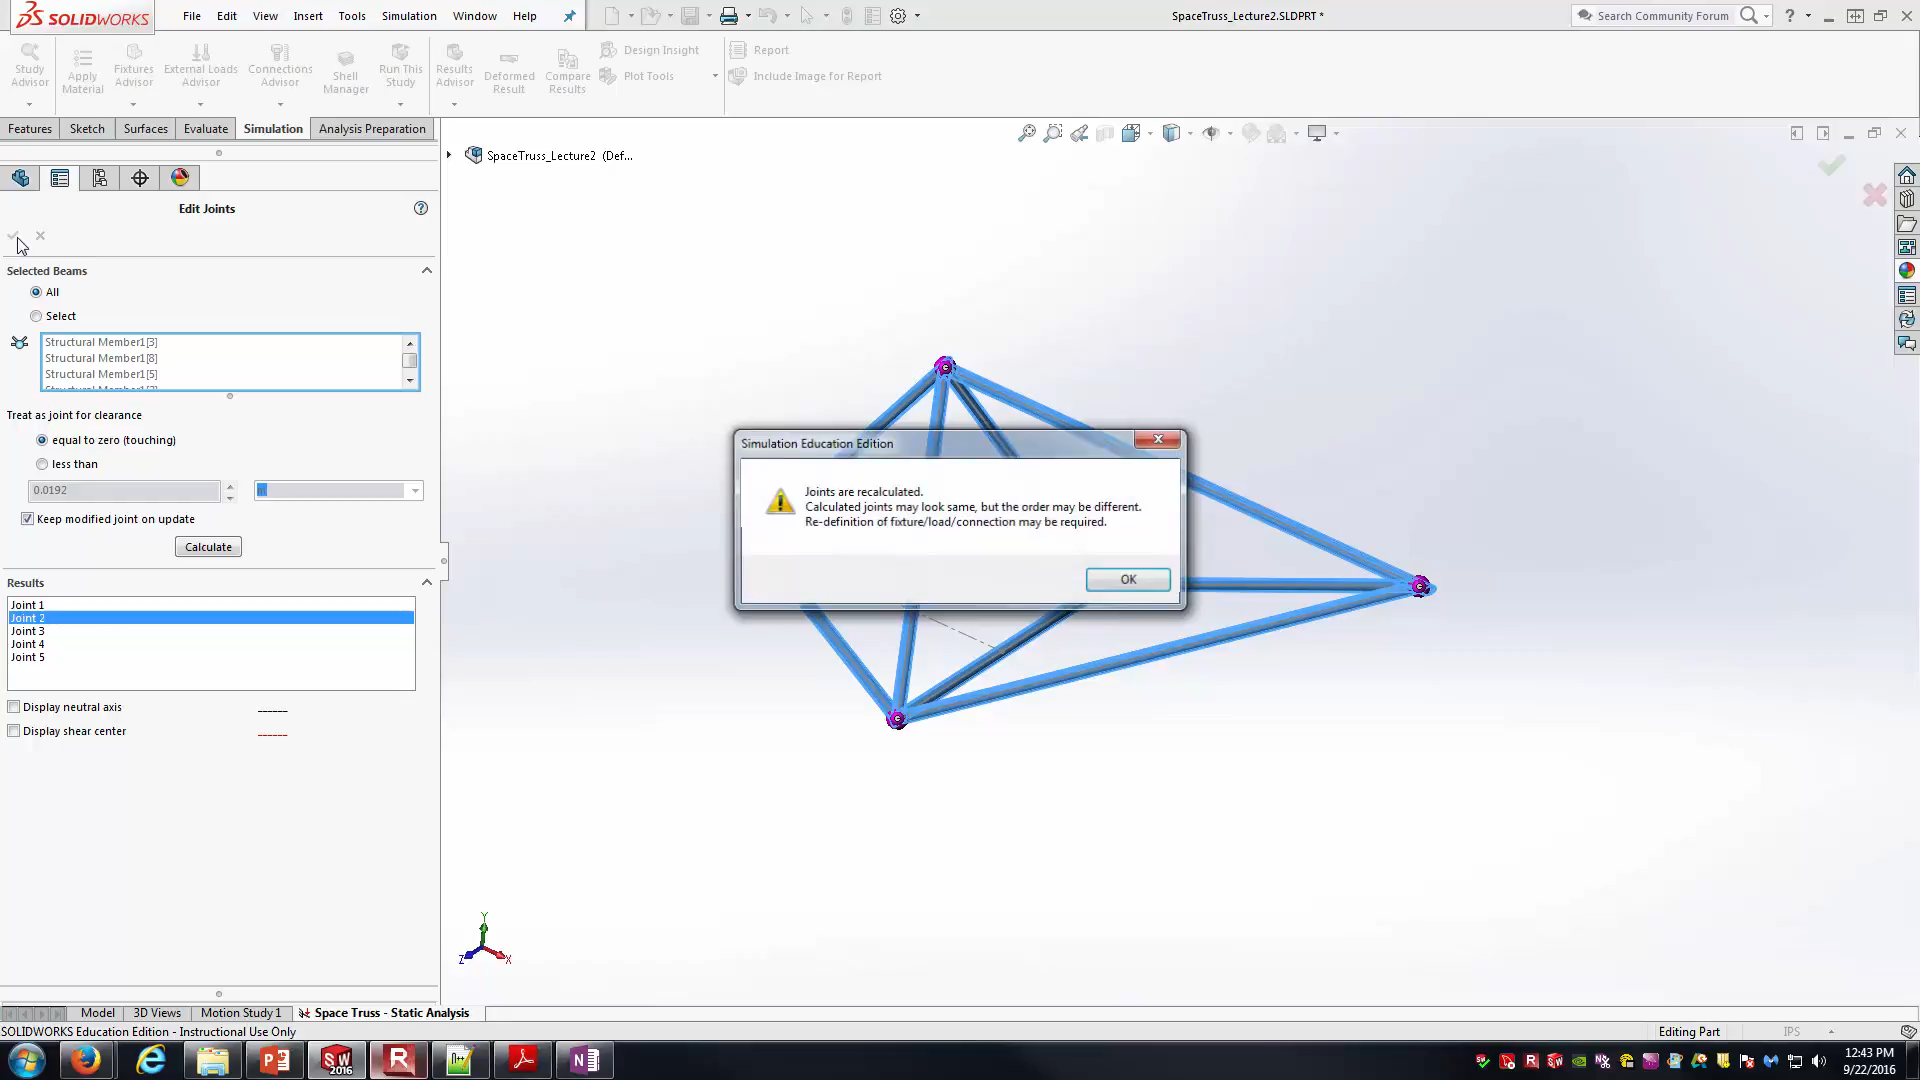 SOLIDWORKS
File Edit View Insert Tools Simulation Window Help
SpaceTruss_Lecture2.SLDPRT *
Search Community Forum
Study Advisor
Apply Material
Fixtures Advisor
External Loads Advisor
Connections Advisor
Shell Manager
Run This Study
Results Advisor
Deformed Result
Compare Results
Design Insight
Plot Tools
Report
Include Image for Report
Features Sketch Surfaces Evaluate Simulation Analysis Preparation
SpaceTruss_Lecture2 (Def...
Edit Joints
Selected Beams
All
Select
Structural Member1[3]
Structural Member1[8]
Structural Member1[5]
Treat as joint for clearance
equal to zero (touching)
less than
0.0192
Keep modified joint on update
Calculate
Results
Joint 1
Joint 2
Joint 3
Joint 4
Joint 5
Display neutral axis
Display shear center
Simulation Education Edition
Joints are recalculated.
Calculated joints may look same, but the order may be different.
Re-definition of fixture/load/connection may be required.
OK
Y
Z
X
Model 3D Views Motion Study 1 Space Truss - Static Analysis
SOLIDWORKS Education Edition - Instructional Use Only
Editing Part
IPS
12:43 PM
9/22/2016